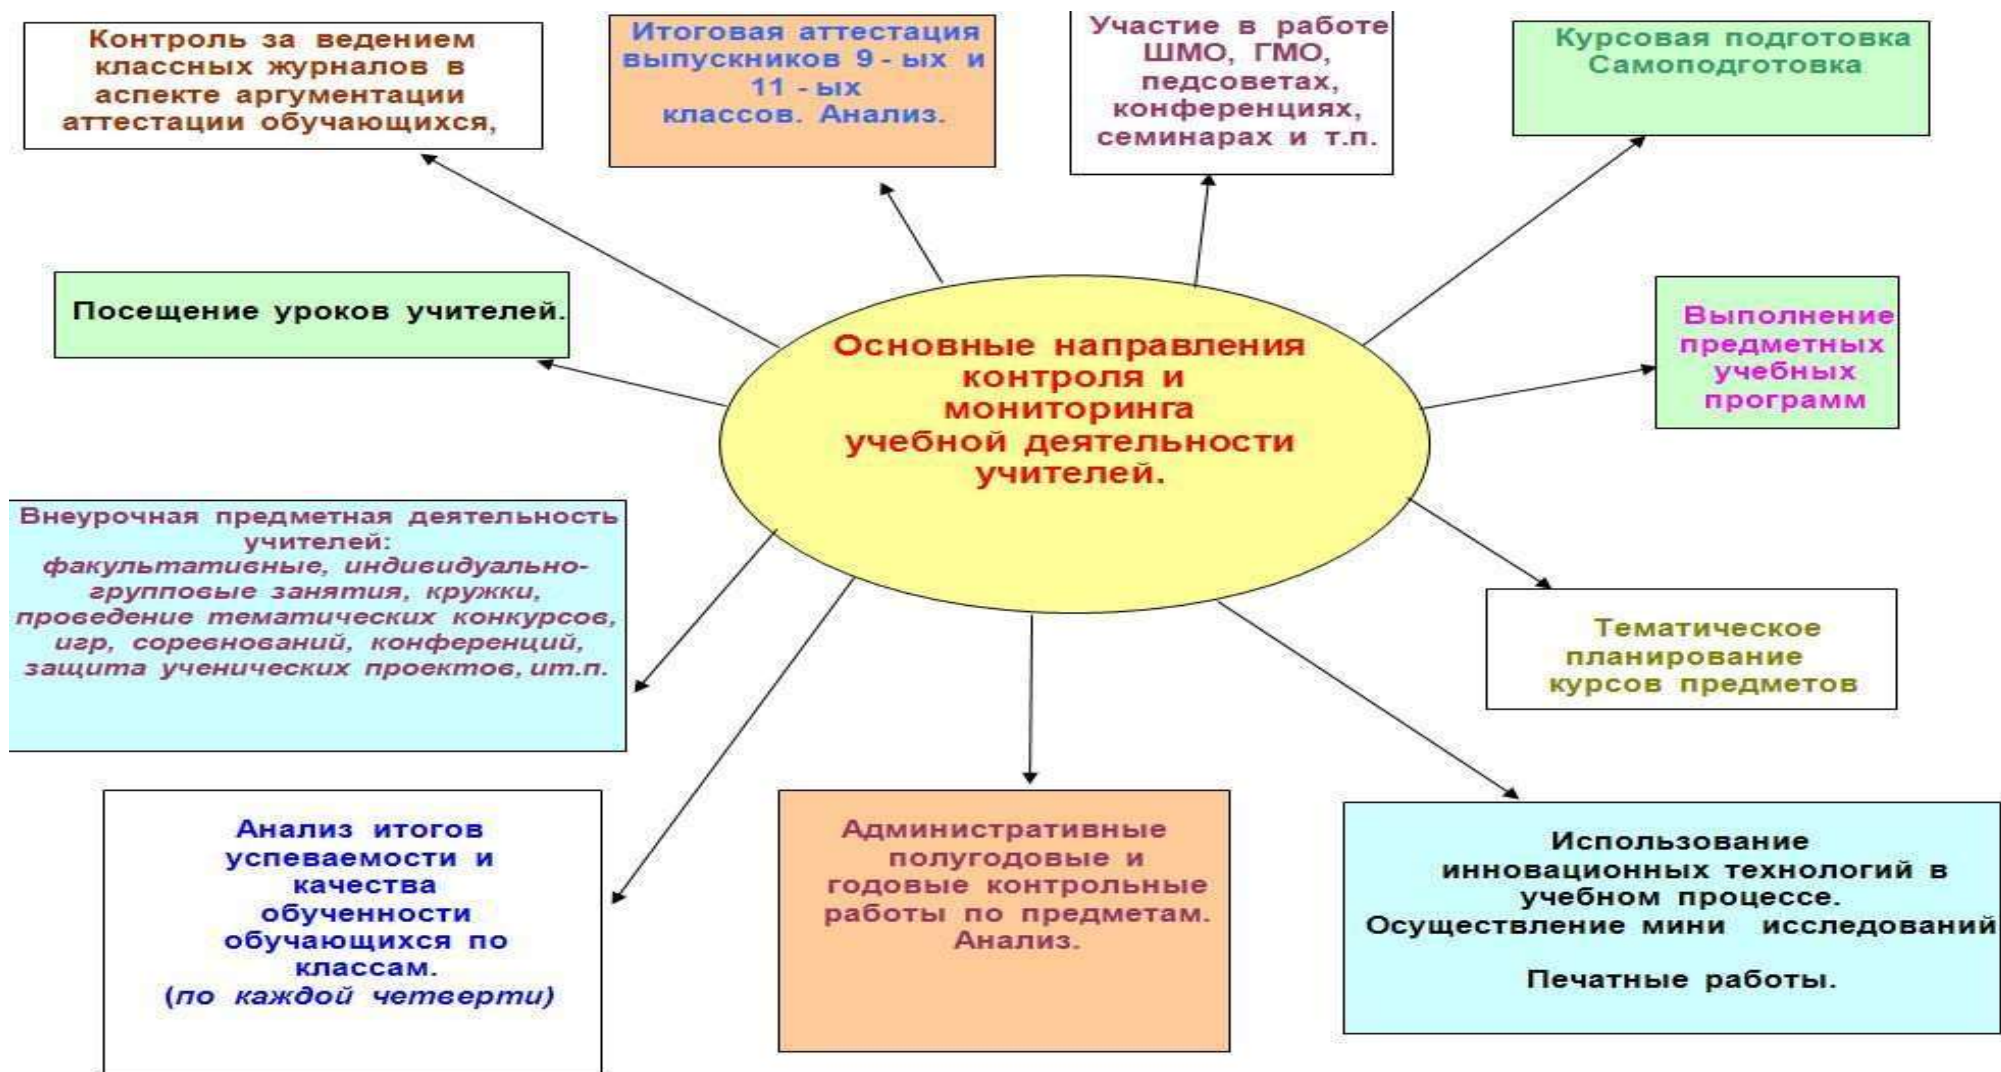 Контроль за ведением
классных журналов в
аспекте аргументации
аттестации обучающихся,
Итоговая аттестация
выпускников 9 - ых и
11 - ых
классов. Анализ.
Участие в работе
ШМО, ГМО,
педсоветах,
конференциях,
семинарах и т.п.
Курсовая подготовка
Самоподготовка
Посещение уроков учителей.
Основные направления
контроля и
мониторинга
учебной деятельности
учителей.
Выполнение
предметных
учебных
программ
Внеурочная предметная деятельность
учителей:
факультативные, индивидуально-
групповые занятия, кружки,
проведение тематических конкурсов,
игр, соревнований, конференций,
защита ученических проектов, ит.п.
Тематическое
планирование
курсов предметов
Анализ итогов
успеваемости и
качества
обученности
обучающихся по
классам.
(по каждой четверти)
Административные
полугодовые и
годовые контрольные
работы по предметам.
Анализ.
Использование
инновационных технологий в
учебном процессе.
Осуществление мини исследований
Печатные работы.